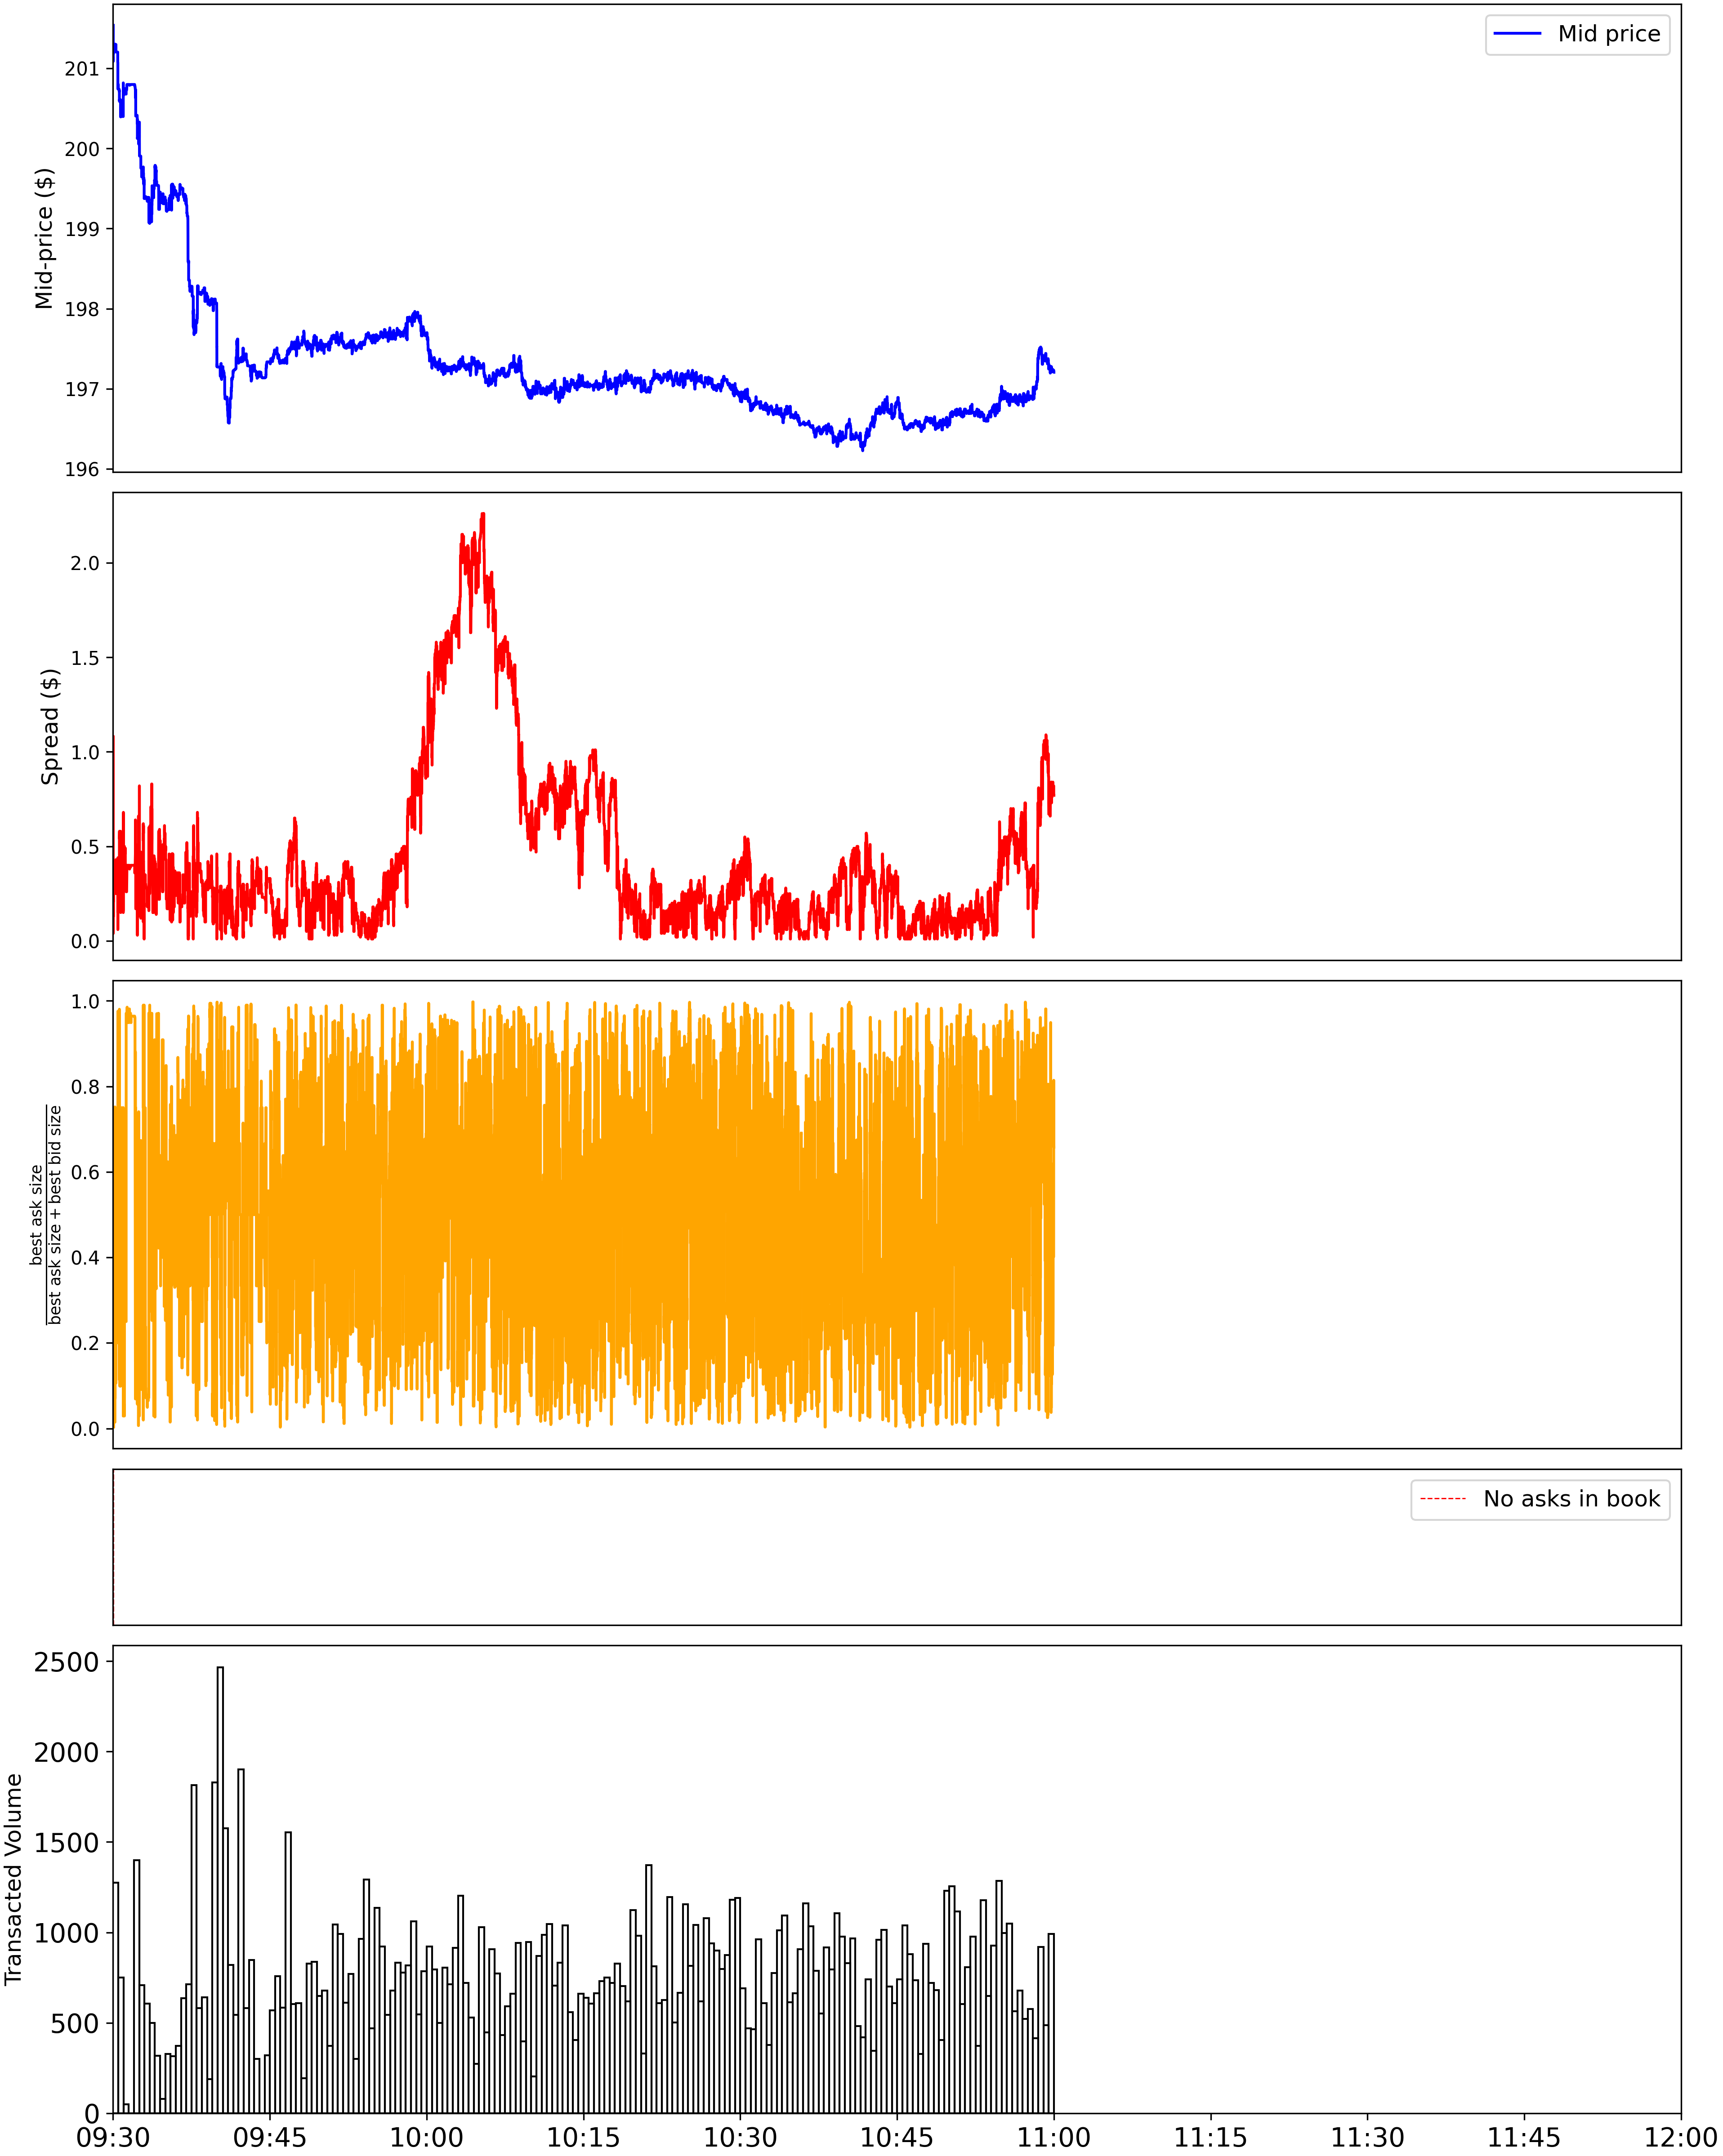 Mid price
201
200
199
198
197
196
Mid-price ($)
2.0
1.5
1.0
0.5
0.0
Spread ($)
1.0
0.8
0.6
0.4
0.2
0.0
best ask size
best ask size + best bid size
No asks in book
2500
2000
1500
1000
500
0
Transacted Volume
09:30 09:45 10:00 10:15 10:30 10:45 11:00 11:15 11:30 11:45 12:00